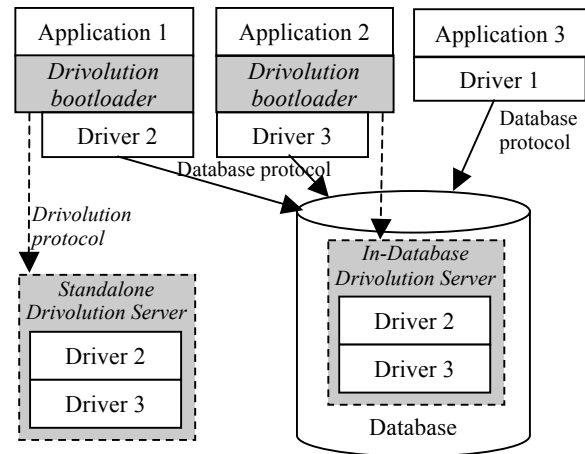 Application 1
Drivolution
bootloader
Driver 2
Application 2
Drivolution
bootloader
Driver 3
Application 3
Driver 1
Database
protocol
Database protocol
Drivolution
protocol
Standalone
Drivolution Server
Driver 2
Driver 3
In-Database
Drivolution Server
Driver 2
Driver 3
Database